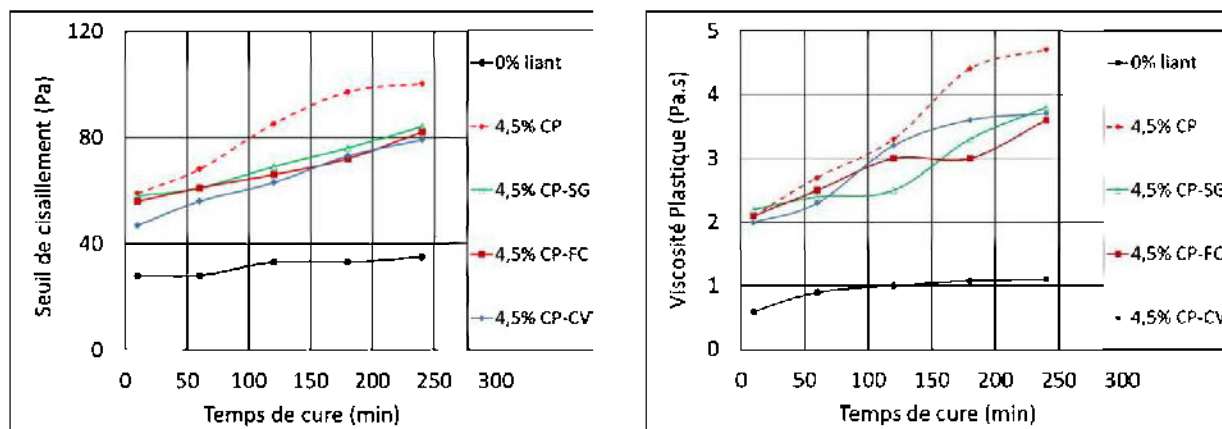 Seuil de cisaillement (Pa)
120
80
40
0
0 50 100 150 200 250 300
Temps de cure (min)
0% liant
4,5% CP
4,5% CP-SG
4,5% CP-FC
4,5% CP-CV
Viscosité Plastique (Pa.s)
5
4
3
2
1
0
0 50 100 150 200 250 300
Temps de cure (min)
0% liant
4,5% CP
4,5% CP-SG
4,5% CP-FC
4,5% CP-CV